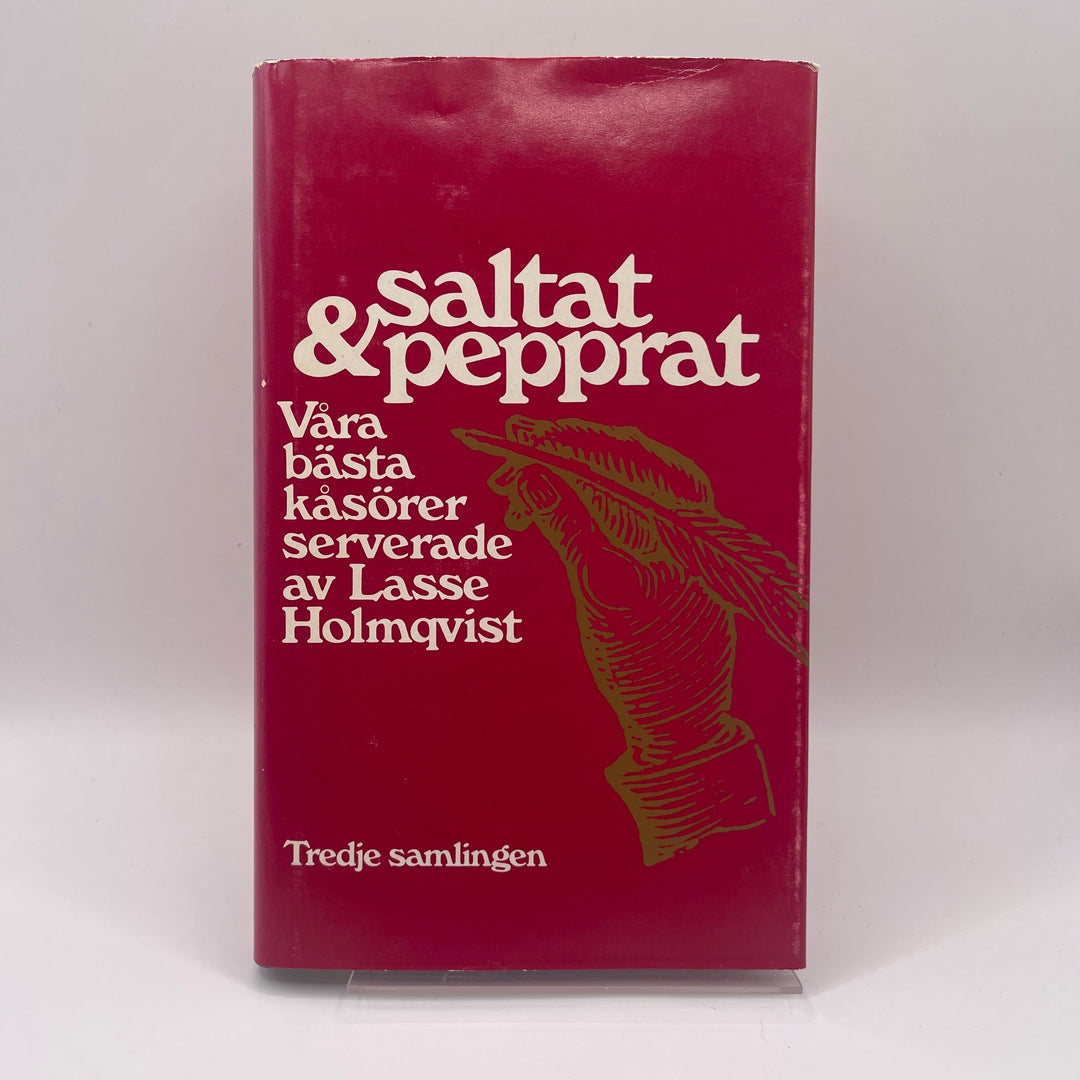 saltat
& pepprat
Våra
bästa
kåsörer
serverade
av Lasse
Holmqvist
Tredje samlingen